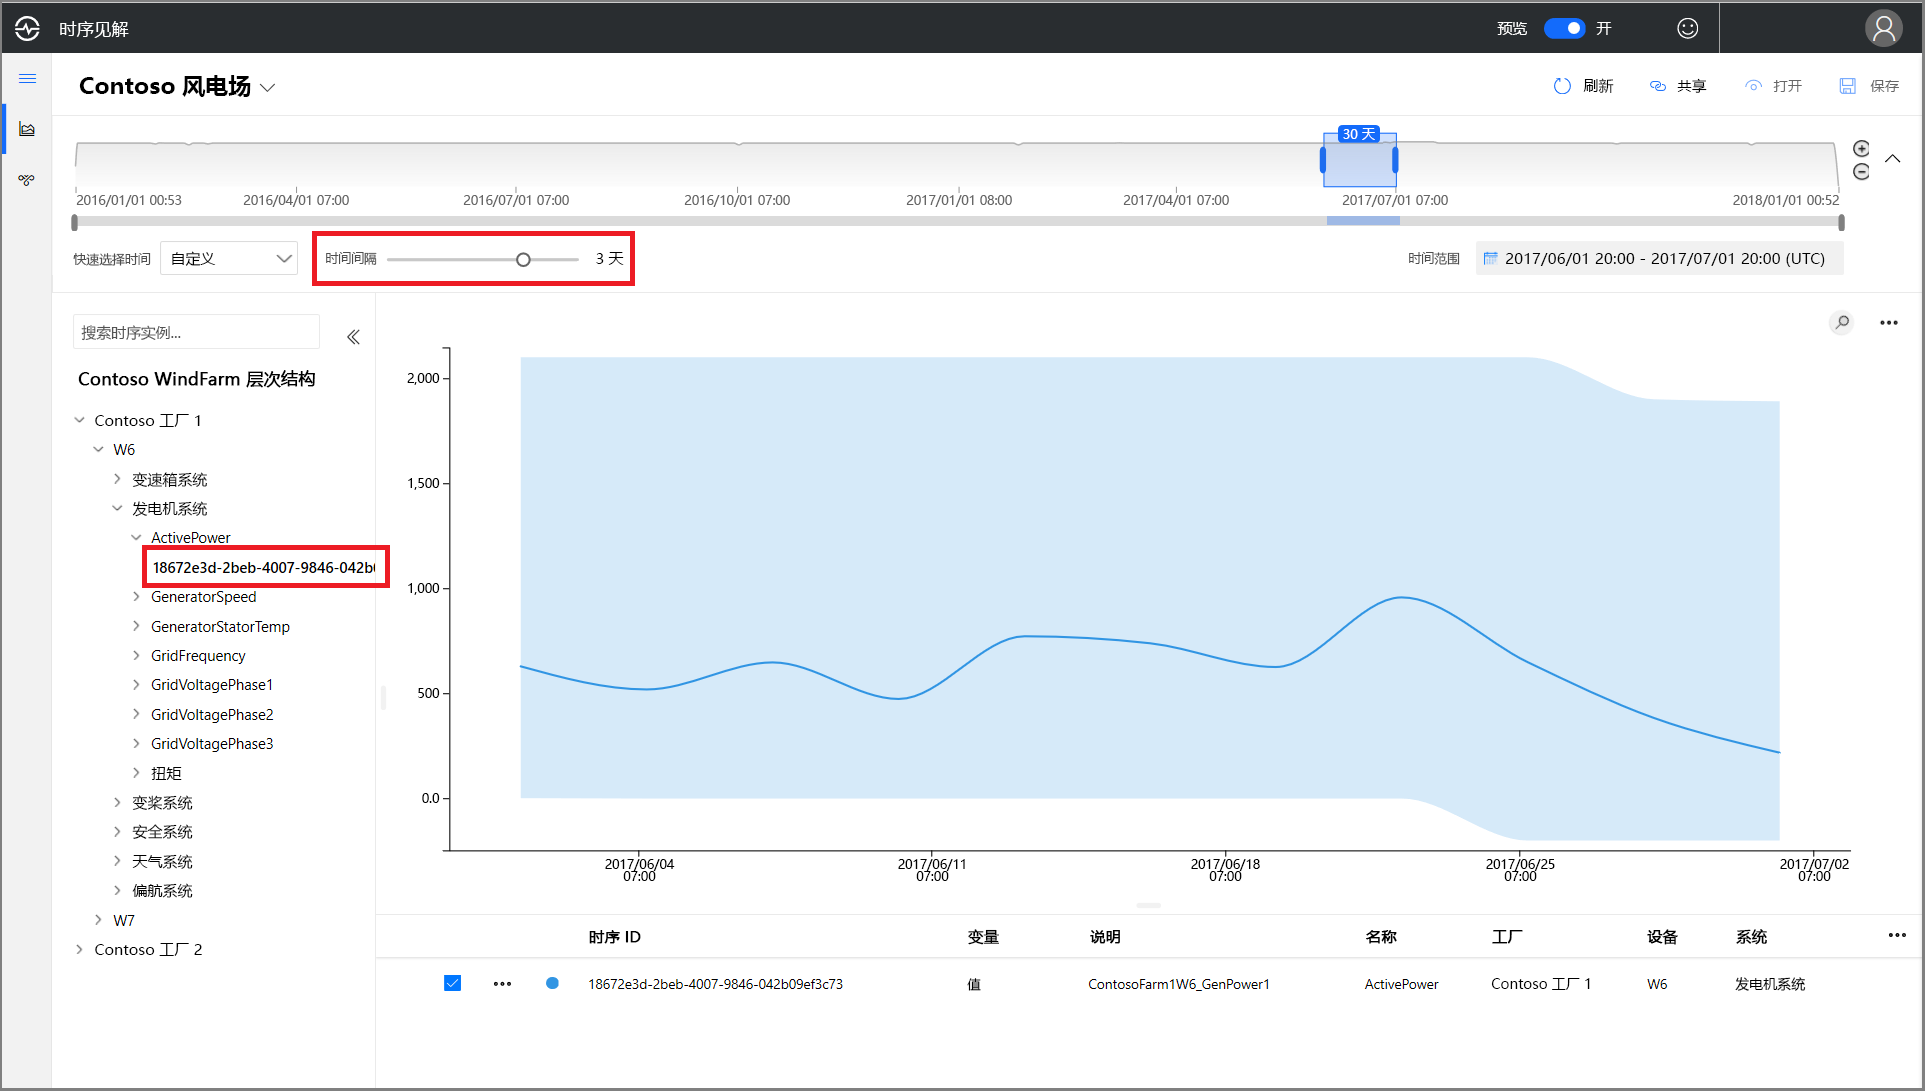 时序见解
预览 开
Contoso 风电场
刷新 共享 打开 保存
30 天
2016/01/01 00:53 2016/04/01 07:00 2016/07/01 07:00 2016/10/01 07:00 2017/01/01 08:00 2017/04/01 07:00 2017/07/01 07:00 2018/01/01 00:52
快速选择时间 自定义 时间间隔 3 天 时间范围 2017/06/01 20:00 - 2017/07/01 20:00 (UTC)
搜索时序实例...
Contoso WindFarm 层次结构
Contoso 工厂 1
W6
变速箱系统
发电机系统
ActivePower
18672e3d-2beb-4007-9846-042b
GeneratorSpeed
GeneratorStatorTemp
GridFrequency
GridVoltagePhase1
GridVoltagePhase2
GridVoltagePhase3
扭矩
变桨系统
安全系统
天气系统
偏航系统
W7
Contoso 工厂 2
2,000
1,500
1,000
500
0.0
2017/06/04 2017/06/11 2017/06/18 2017/06/25 2017/07/02
07:00 07:00 07:00 07:00 07:00
时序 ID 变量 说明 名称 工厂 设备 系统
18672e3d-2beb-4007-9846-042b09ef3c73 值 ContosoFarm1W6_GenPower1 ActivePower Contoso 工厂 1 W6 发电机系统